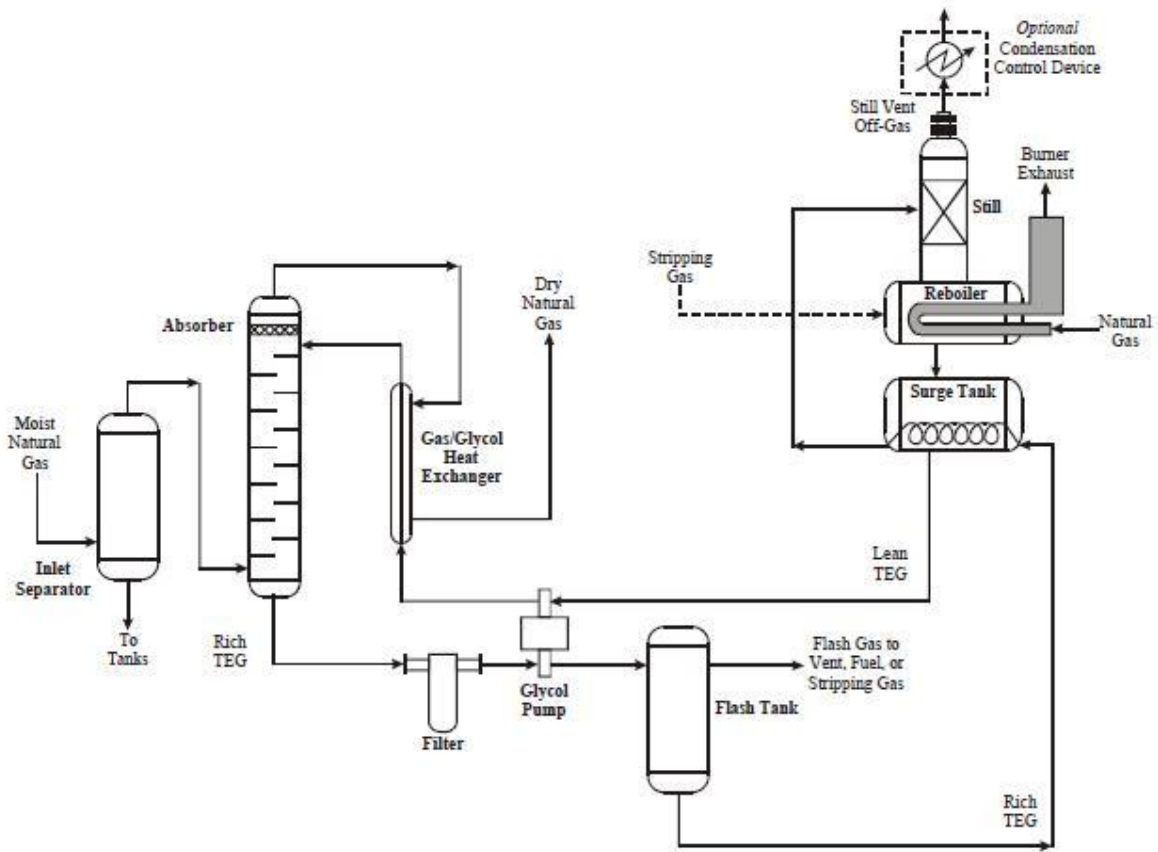 Optional
Condensation
Control Device
Still Vent
Off-Gas
Burner
Exhaust
Still
Stripping
Gas
Reboiler
Natural
Gas
Dry
Natural
Gas
Absorber
Surge Tank
Moist
Natural
Gas
Gas/Glycol
Heat
Exchanger
Inlet
Separator
Lean
TEG
To
Tanks
Rich
TEG
Glycol
Pump
Filter
Flash Gas to
Vent, Fuel, or
Stripping Gas
Flash Tank
Rich
TEG